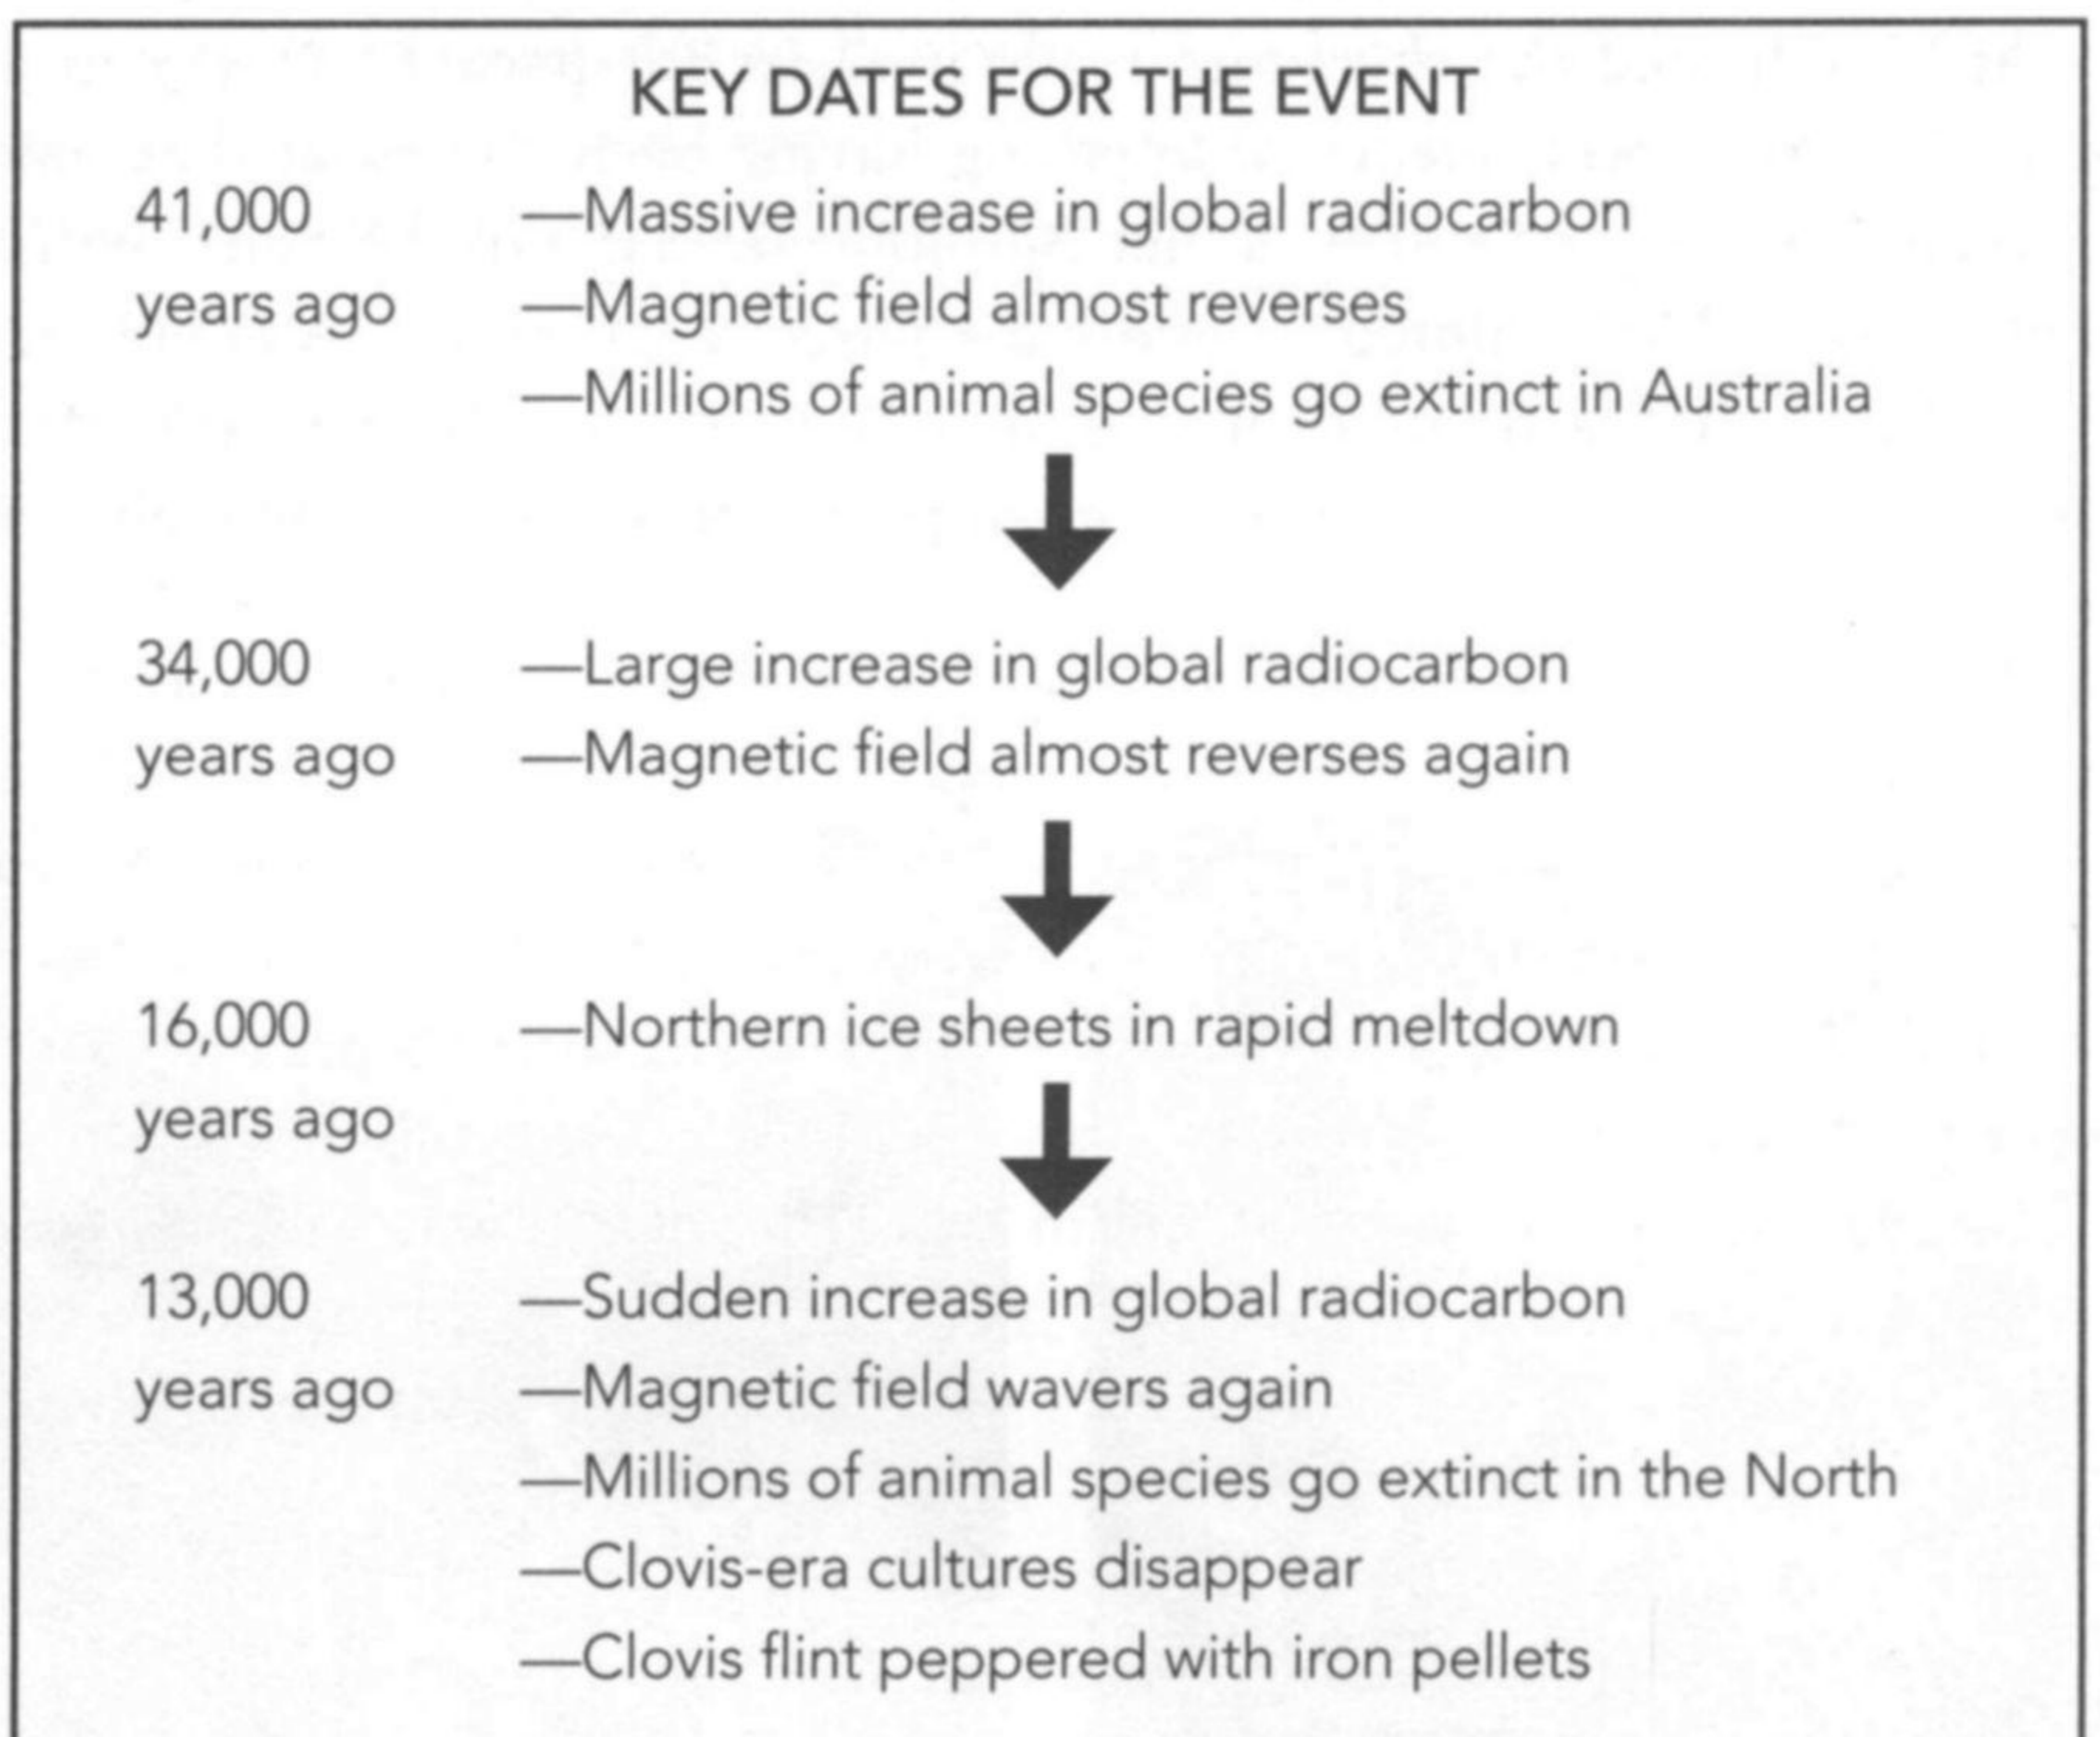 KEY DATES FOR THE EVENT
41,000 —Massive increase in global radiocarbon
years ago —Magnetic field almost reverses
—Millions of animal species go extinct in Australia
34,000 —Large increase in global radiocarbon
years ago —Magnetic field almost reverses again
16,000 —Northern ice sheets in rapid meltdown
years ago
13,000 —Sudden increase in global radiocarbon
years ago —Magnetic field wavers again
—Millions of animal species go extinct in the North
—Clovis-era cultures disappear
—Clovis flint peppered with iron pellets